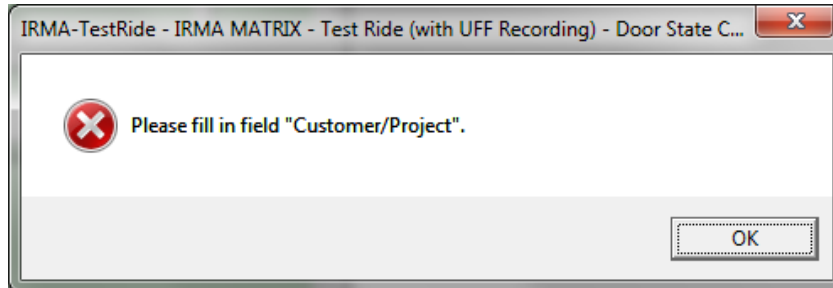 IRMA-TestRide - IRMA MATRIX - Test Ride (with UFF Recording) - Door State C...
Please fill in field "Customer/Project".
OK